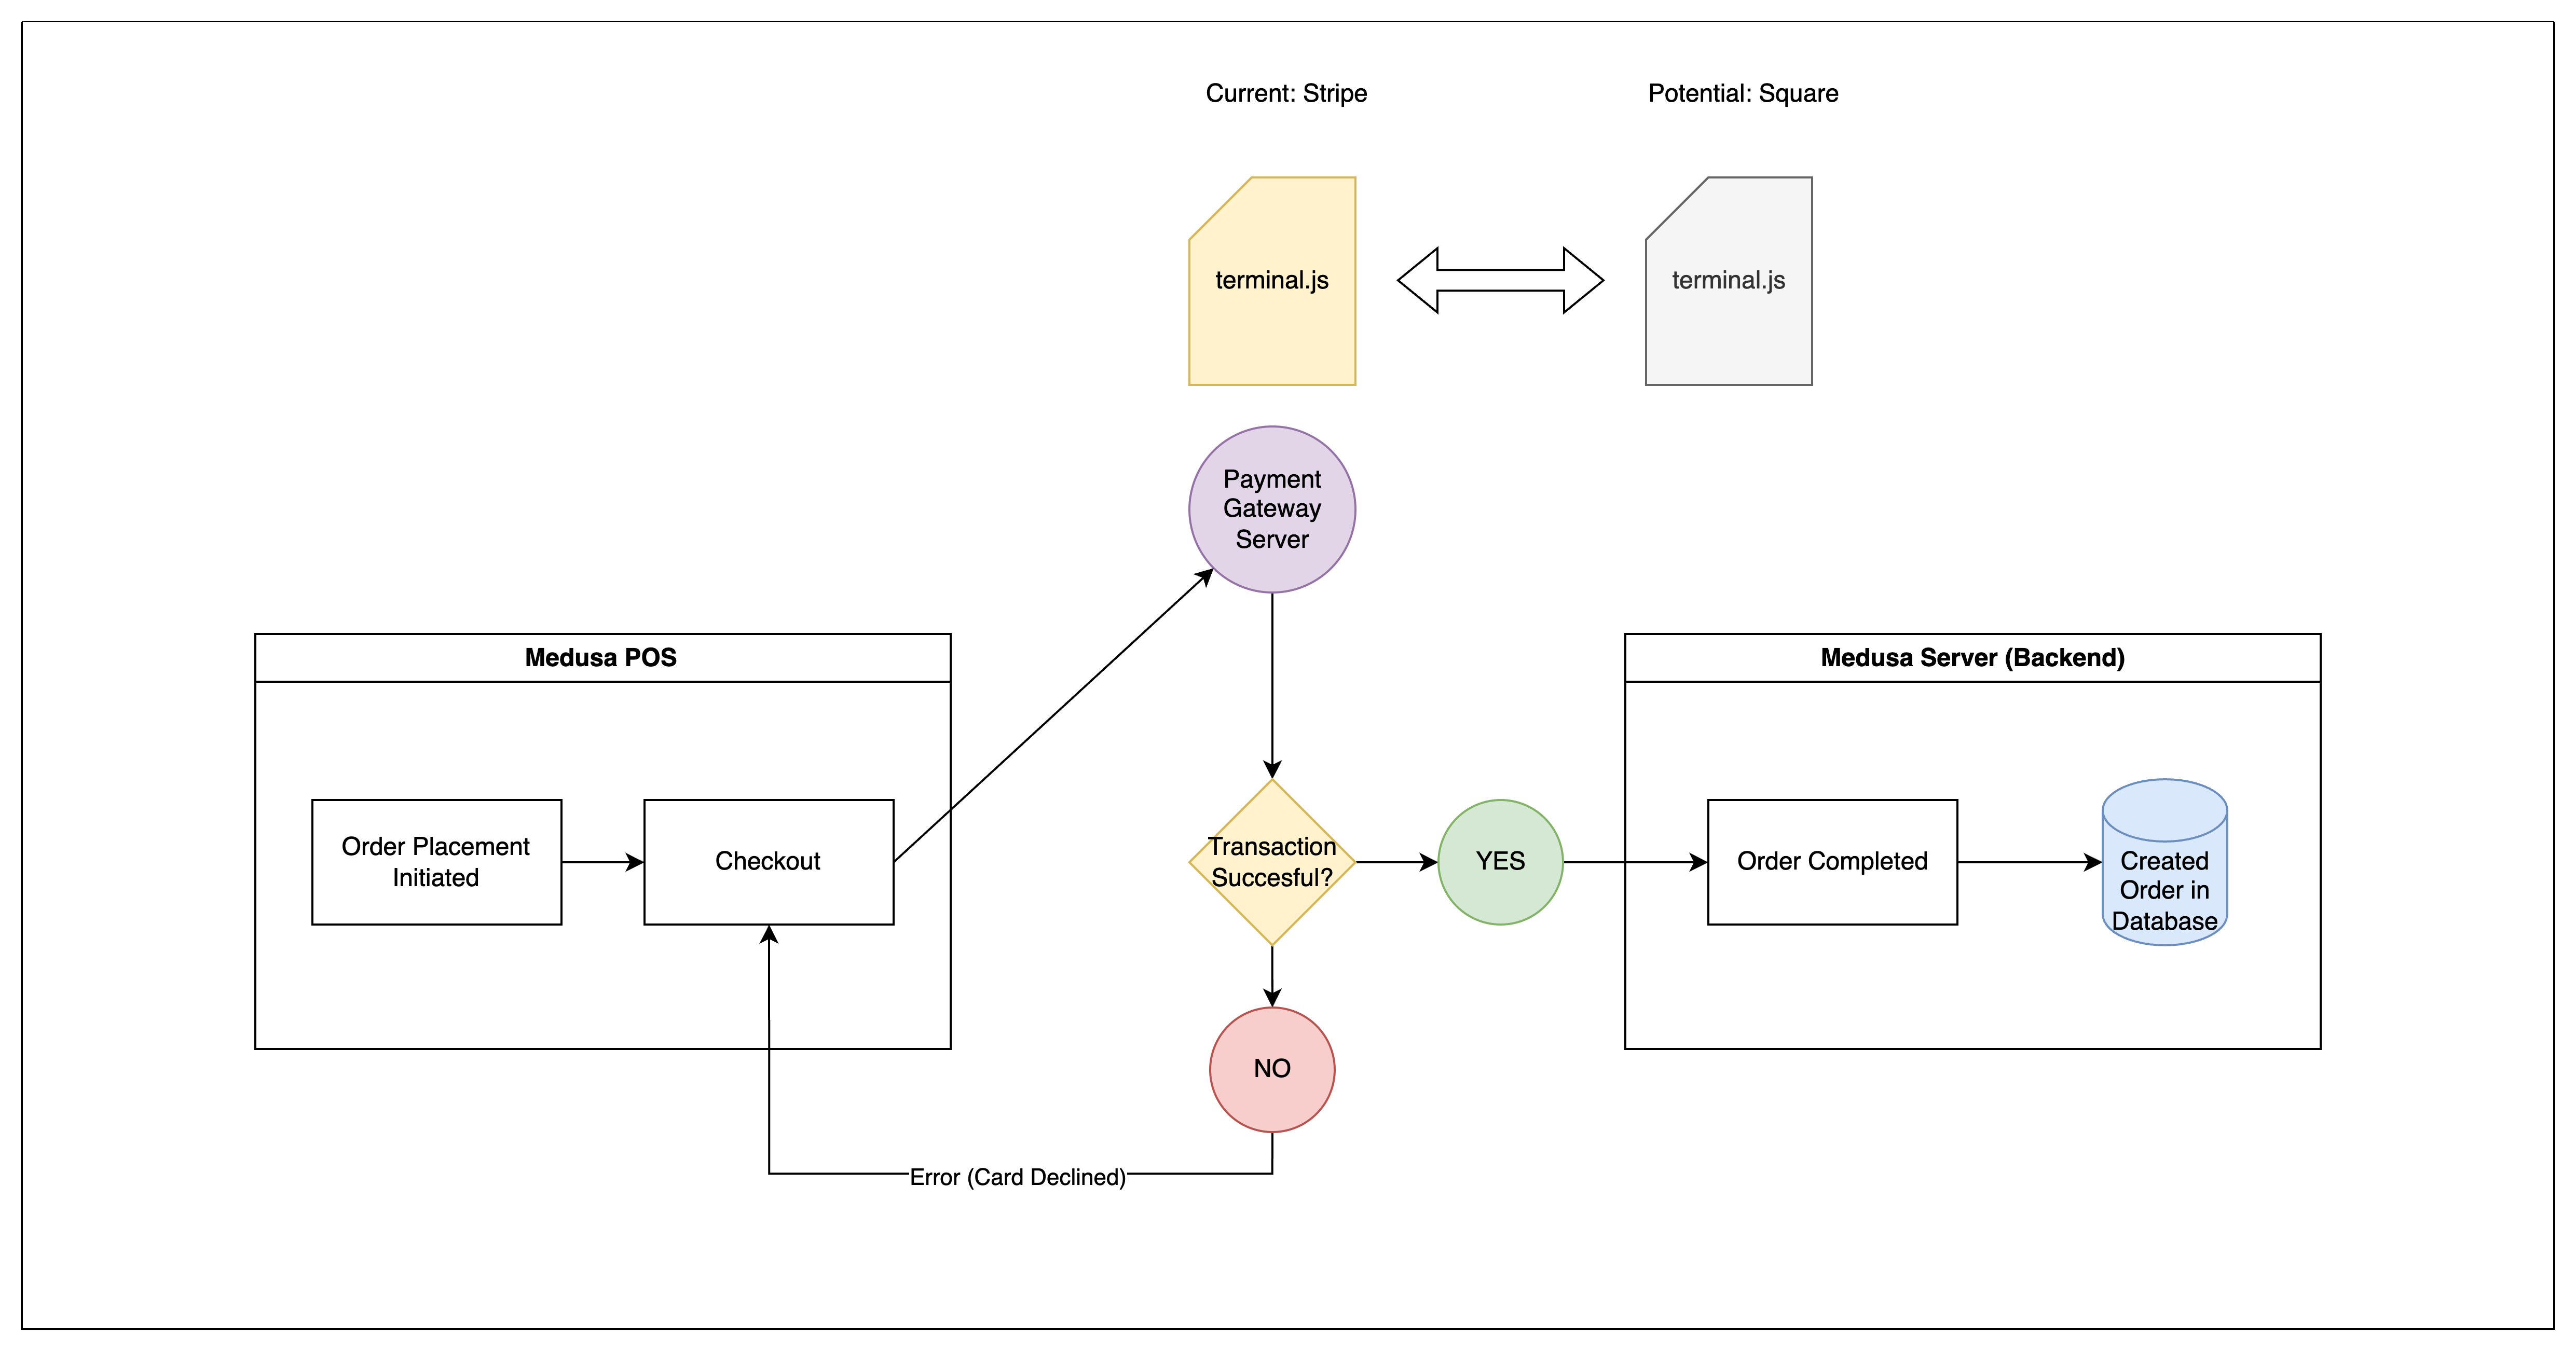 Current: Stripe
Potential: Square
terminal.js
terminal.js
Payment
Gateway
Server
Medusa POS
Order Placement
Initiated
Checkout
Transaction
Succesful?
YES
NO
Error (Card Declined)
Medusa Server (Backend)
Order Completed
Created
Order in
Database